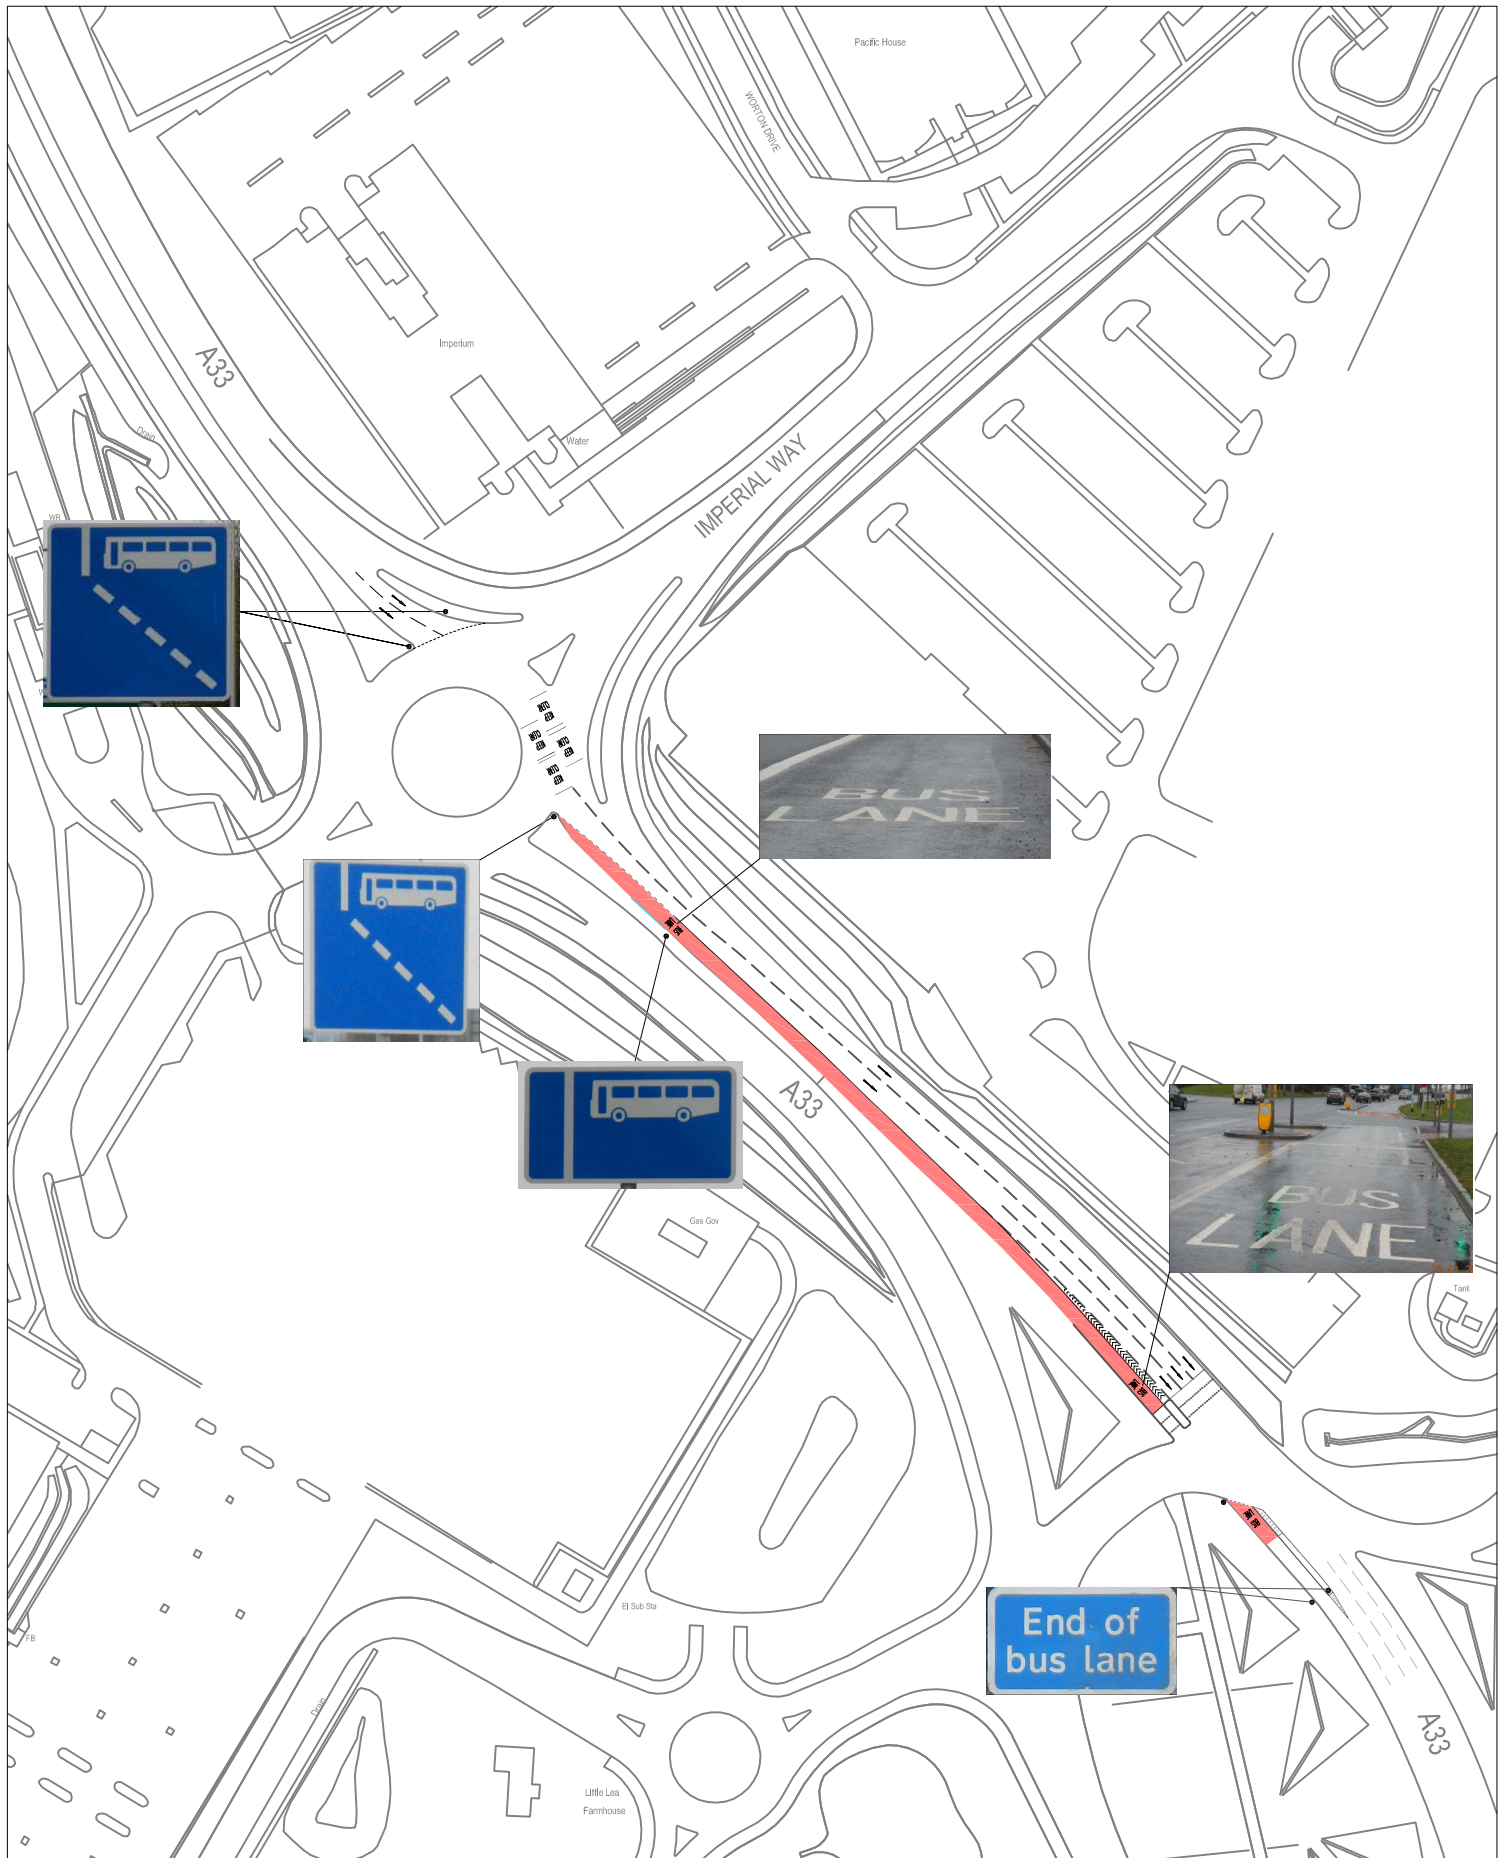 Pacific House
WORTON DRIVE
A33
Imperium
Drain
Water
IMPERIAL WAY
WB
BUS
LANE
A33
Gas Gov
BUS
LANE
Tank
El Sub Sta
End of
bus lane
FB
Drain
A33
Little Lea
Farmhouse